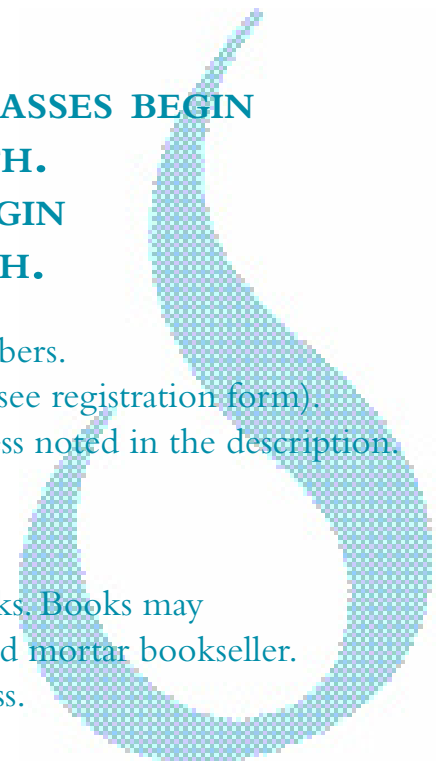 ASSES BEGIN
H.
GIN
H.
bers.
see registration form).
ss noted in the description.
ks. Books may
d mortar bookseller.
ss.